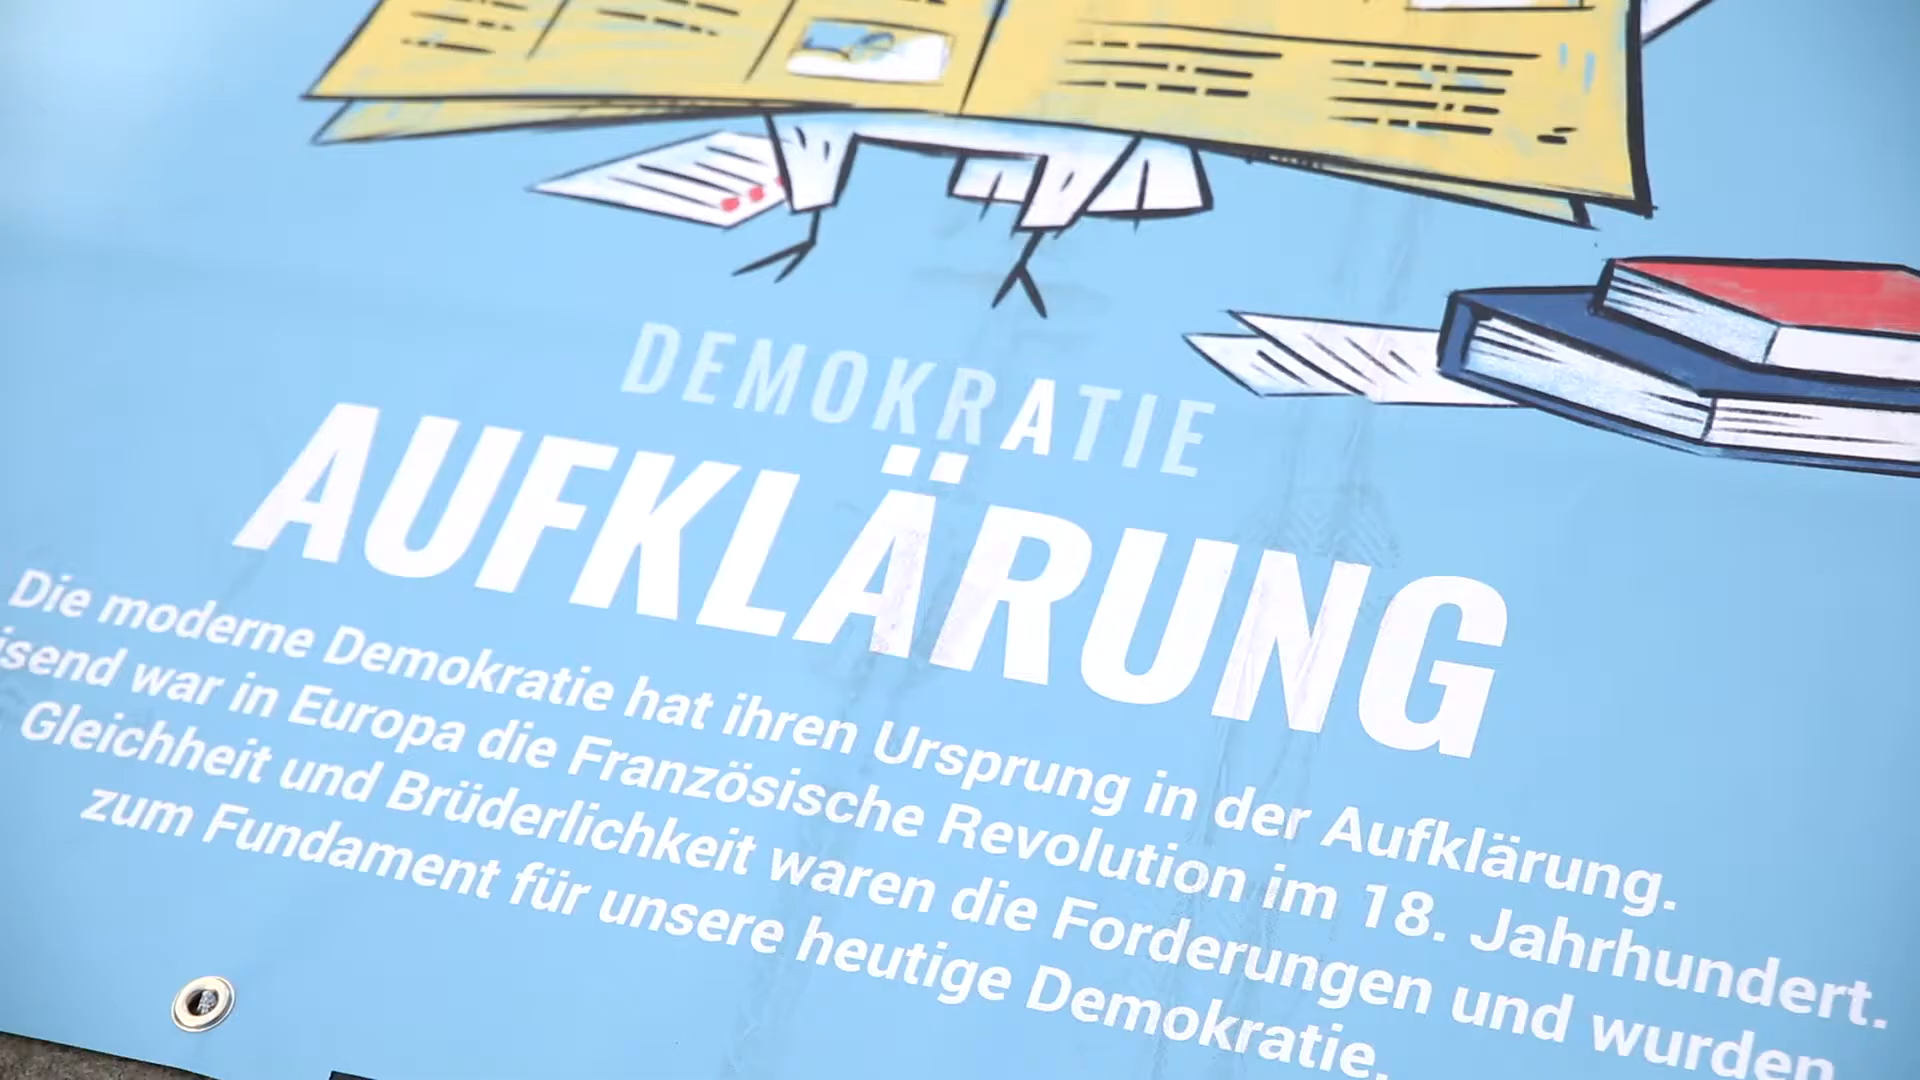 DEMOKRATIE
AUFKLÄRUNG
Die moderne Demokratie hat ihren Ursprung in der Aufklärung.
war in Europa die Französische Revolution im 18. Jahrhundert.
Gleichheit und Brüderlichkeit waren die Forderungen und wurden
zum Fundament für unsere heutige Demokratie.